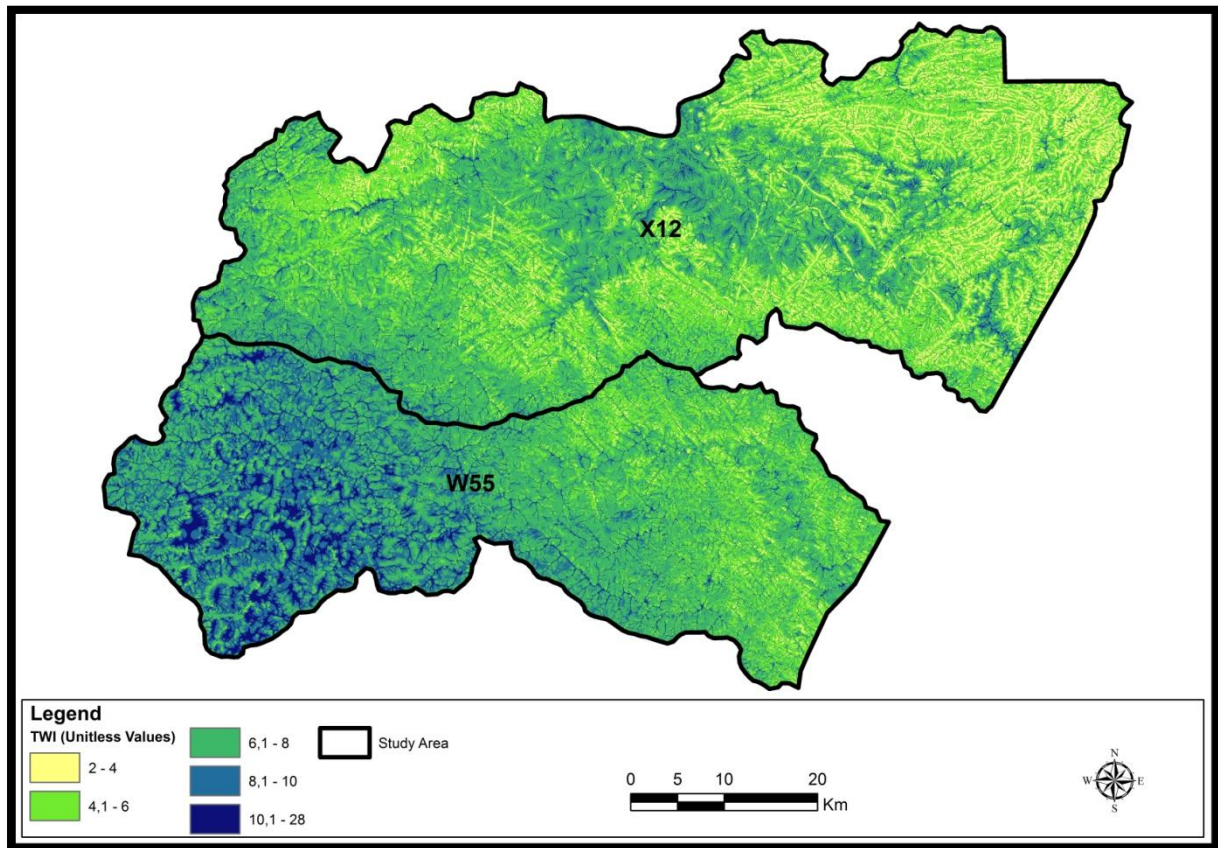 X12
W55
Legend
TWI (Unitless Values)
2 - 4
4,1 - 6
6,1 - 8
8,1 - 10
10,1 - 28
Study Area
0 5 10 20
Km
N
W E
S